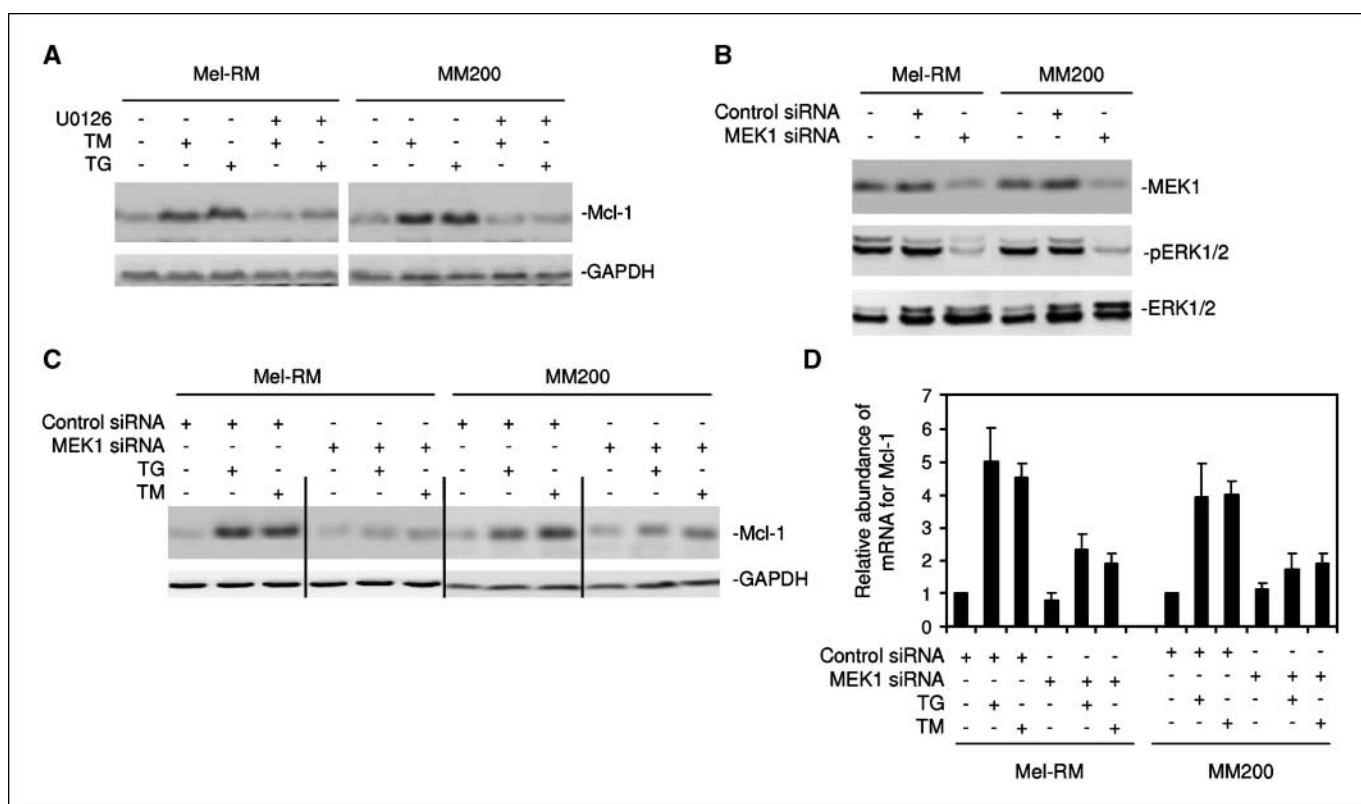 A
Mel-RM MM200
U0126 - - - + + - - - + +
TM - + - + - - + - + -
TG - - + - + - - + - +
-Mcl-1
-GAPDH
B
Mel-RM MM200
Control siRNA - + - - + -
MEK1 siRNA - - + - - +
-MEK1
-pERK1/2
-ERK1/2
C
Mel-RM MM200
Control siRNA + + + - - - + + + - - -
MEK1 siRNA - - - + + + - - - + + +
TG - + - - + - - + - - + -
TM - - + - - + - - + - - +
-Mcl-1
-GAPDH
D
Relative abundance of
mRNA for Mcl-1
7
6
5
4
3
2
1
0
Control siRNA + + + - - - + + + - - -
MEK1 siRNA - - - + + + - - - + + +
TG - + - - + - - + - - + -
TM - - + - - + - - + - - +
Mel-RM MM200